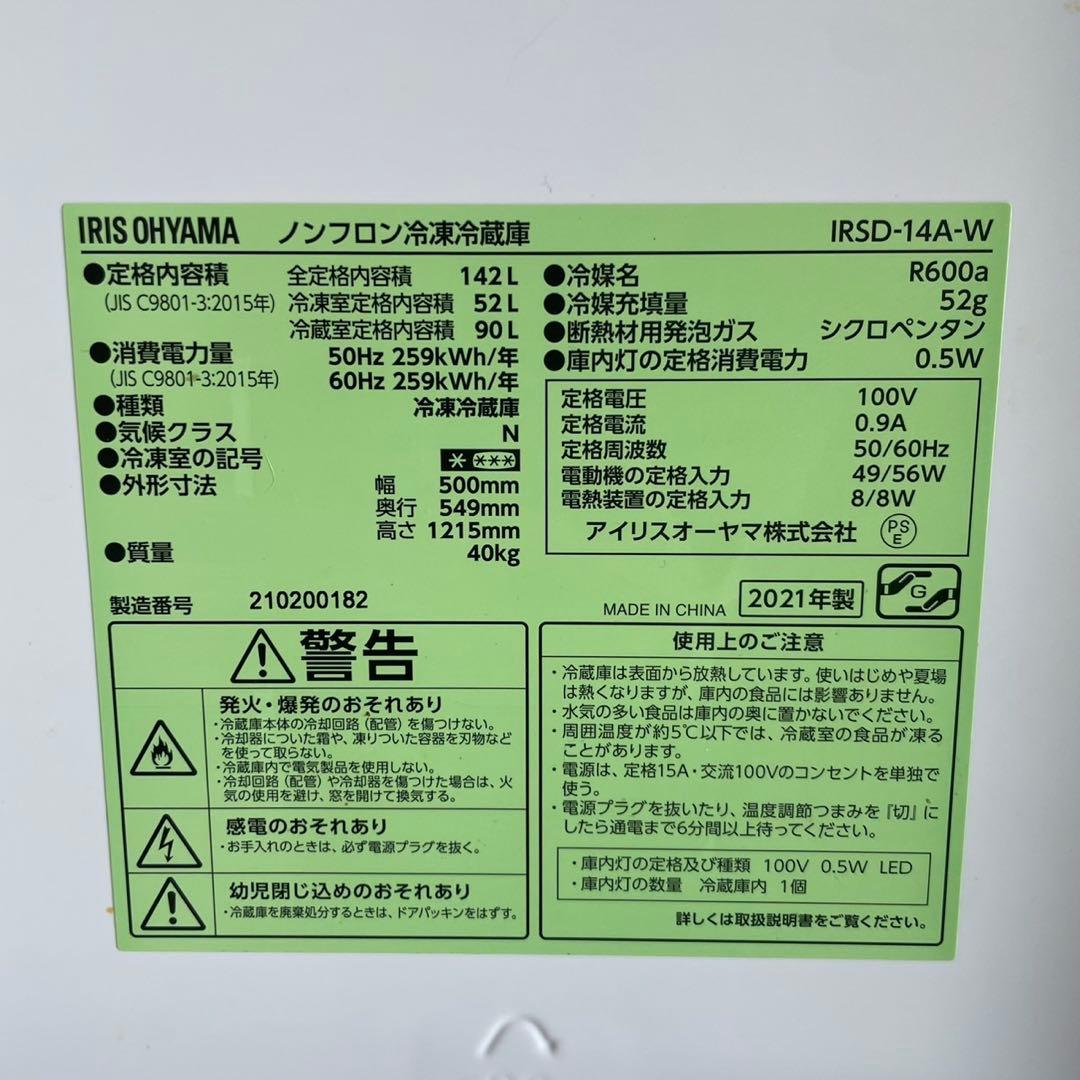 IRIS OHYAMA ノンフロン冷凍冷蔵庫 IRSD-14A-W
●定格内容積 全定格内容積 142L
(JIS C9801-3:2015年) 冷凍室定格内容積 52L
冷蔵室定格内容積 90L
●消費電力量 50Hz 259kWh/年
(JIS C9801-3:2015年) 60Hz 259kWh/年
●種類 冷凍冷蔵庫
●気候クラス N
●冷凍室の記号 * ***
●外形寸法 幅 500mm
奥行 549mm
高さ 1215mm
●質量 40kg
製造番号 210200182
●冷媒名 R600a
●冷媒充填量 52g
●断熱材用発泡ガス シクロペンタン
●庫内灯の定格消費電力 0.5W
定格電圧 100V
定格電流 0.9A
定格周波数 50/60Hz
電動機の定格入力 49/56W
電熱装置の定格入力 8/8W
アイリスオーヤマ株式会社 PSE
MADE IN CHINA 2021年製 G
警告
発火・爆発のおそれあり
・冷蔵庫本体の冷却回路(配管)を傷つけない。
・冷却器についた霜や、凍りついた容器を刃物など
を使って取らない。
・冷蔵庫内で電気製品を使用しない。
・冷却回路(配管)や冷却器を傷つけた場合は、火
気の使用を避け、窓を開けて換気する。
感電のおそれあり
・お手入れのときは、必ず電源プラグを抜く。
幼児閉じ込めのおそれあり
・冷蔵庫を廃棄処分するときは、ドアパッキンをはずす。
使用上のご注意
・冷蔵庫は表面から放熱しています。使いはじめや夏場
は熱くなりますが、庫内の食品には影響ありません。
・水気の多い食品は庫内の奥に置かないでください。
・周囲温度が約5℃以下では、冷蔵室の食品が凍る
ことがあります。
・電源は、定格15A・交流100Vのコンセントを単独で
使う。
・電源プラグを抜いたり、温度調節つまみを『切』に
したら通電まで6分間以上待ってください。
・庫内灯の定格及び種類 100V 0.5W LED
・庫内灯の数量 冷蔵庫内 1個
詳しくは取扱説明書をご覧ください。